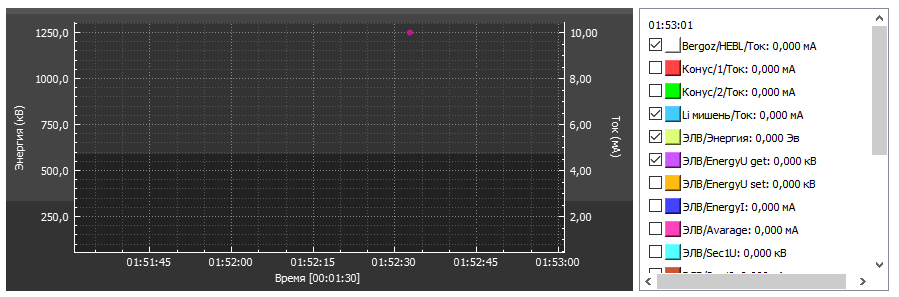 1250,0
1000,0
750,0
500,0
250,0
Энергия (кВ)
10,00
8,00
6,00
4,00
2,00
Ток (мА)
01:51:45
01:52:00
01:52:15
01:52:30
01:52:45
01:53:00
Время [00:01:30]
01:53:01
Bergoz/HEBL/Ток: 0,000 мА
Конус/1/Ток: 0,000 мА
Конус/2/Ток: 0,000 мА
Li мишень/Ток: 0,000 мА
ЭЛВ/Энергия: 0,000 Эв
ЭЛВ/EnergyU get: 0,000 кВ
ЭЛВ/EnergyU set: 0,000 кВ
ЭЛВ/EnergyI: 0,000 мА
ЭЛВ/Avarage: 0,000 мА
ЭЛВ/Sec1U: 0,000 кВ